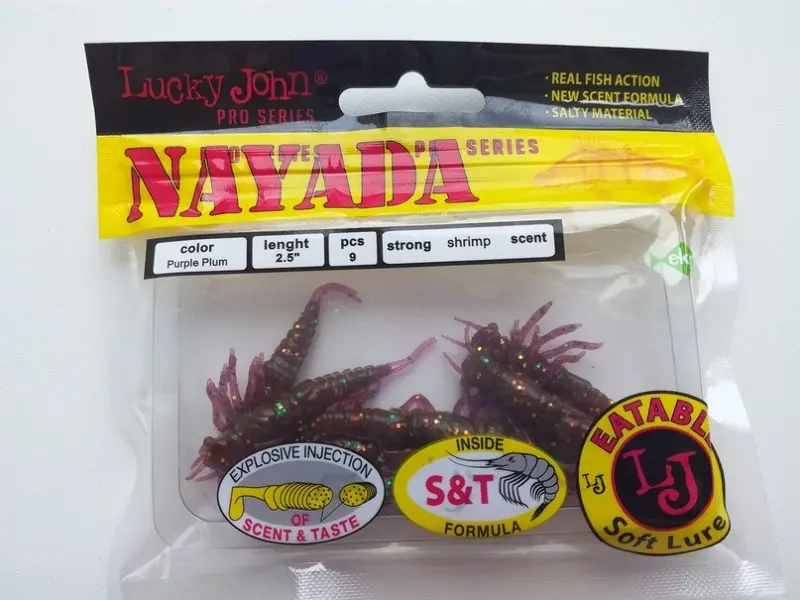 Lucky John®
PRO SERIES
· REAL FISH ACTION
· NEW SCENT FORMULA
· SALTY MATERIAL
SERIES
NAYADA
color
Purple Plum
lenght
2.5"
pcs
9
strong shrimp scent
EXPLOSIVE INJECTION
OF
SCENT & TASTE
INSIDE
S&T
FORMULA
EATABL
LJ
LJ
Soft Lure